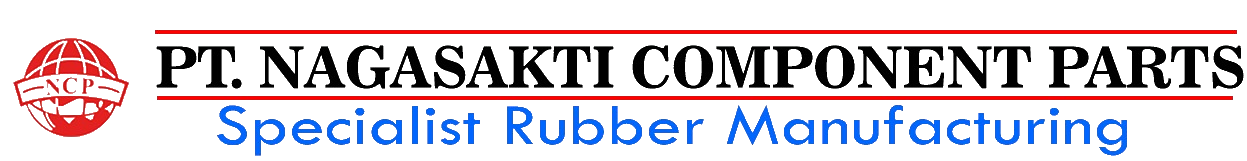 NCP
PT. NAGASAKTI COMPONENT PARTS
Specialist Rubber Manufacturing